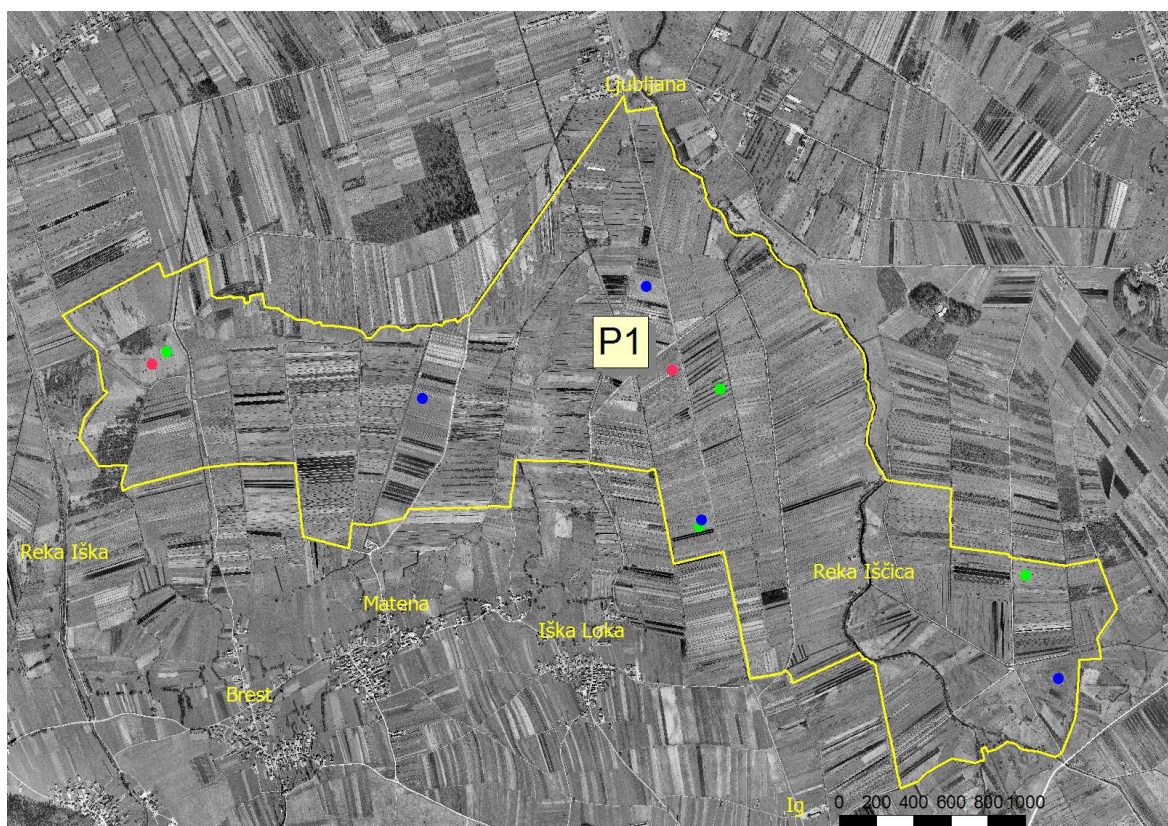 Ljubljana
P1
Reka Iška
Reka Iščica
Matena
Iška Loka
Brest
Ig
0 200 400 600 800 1000